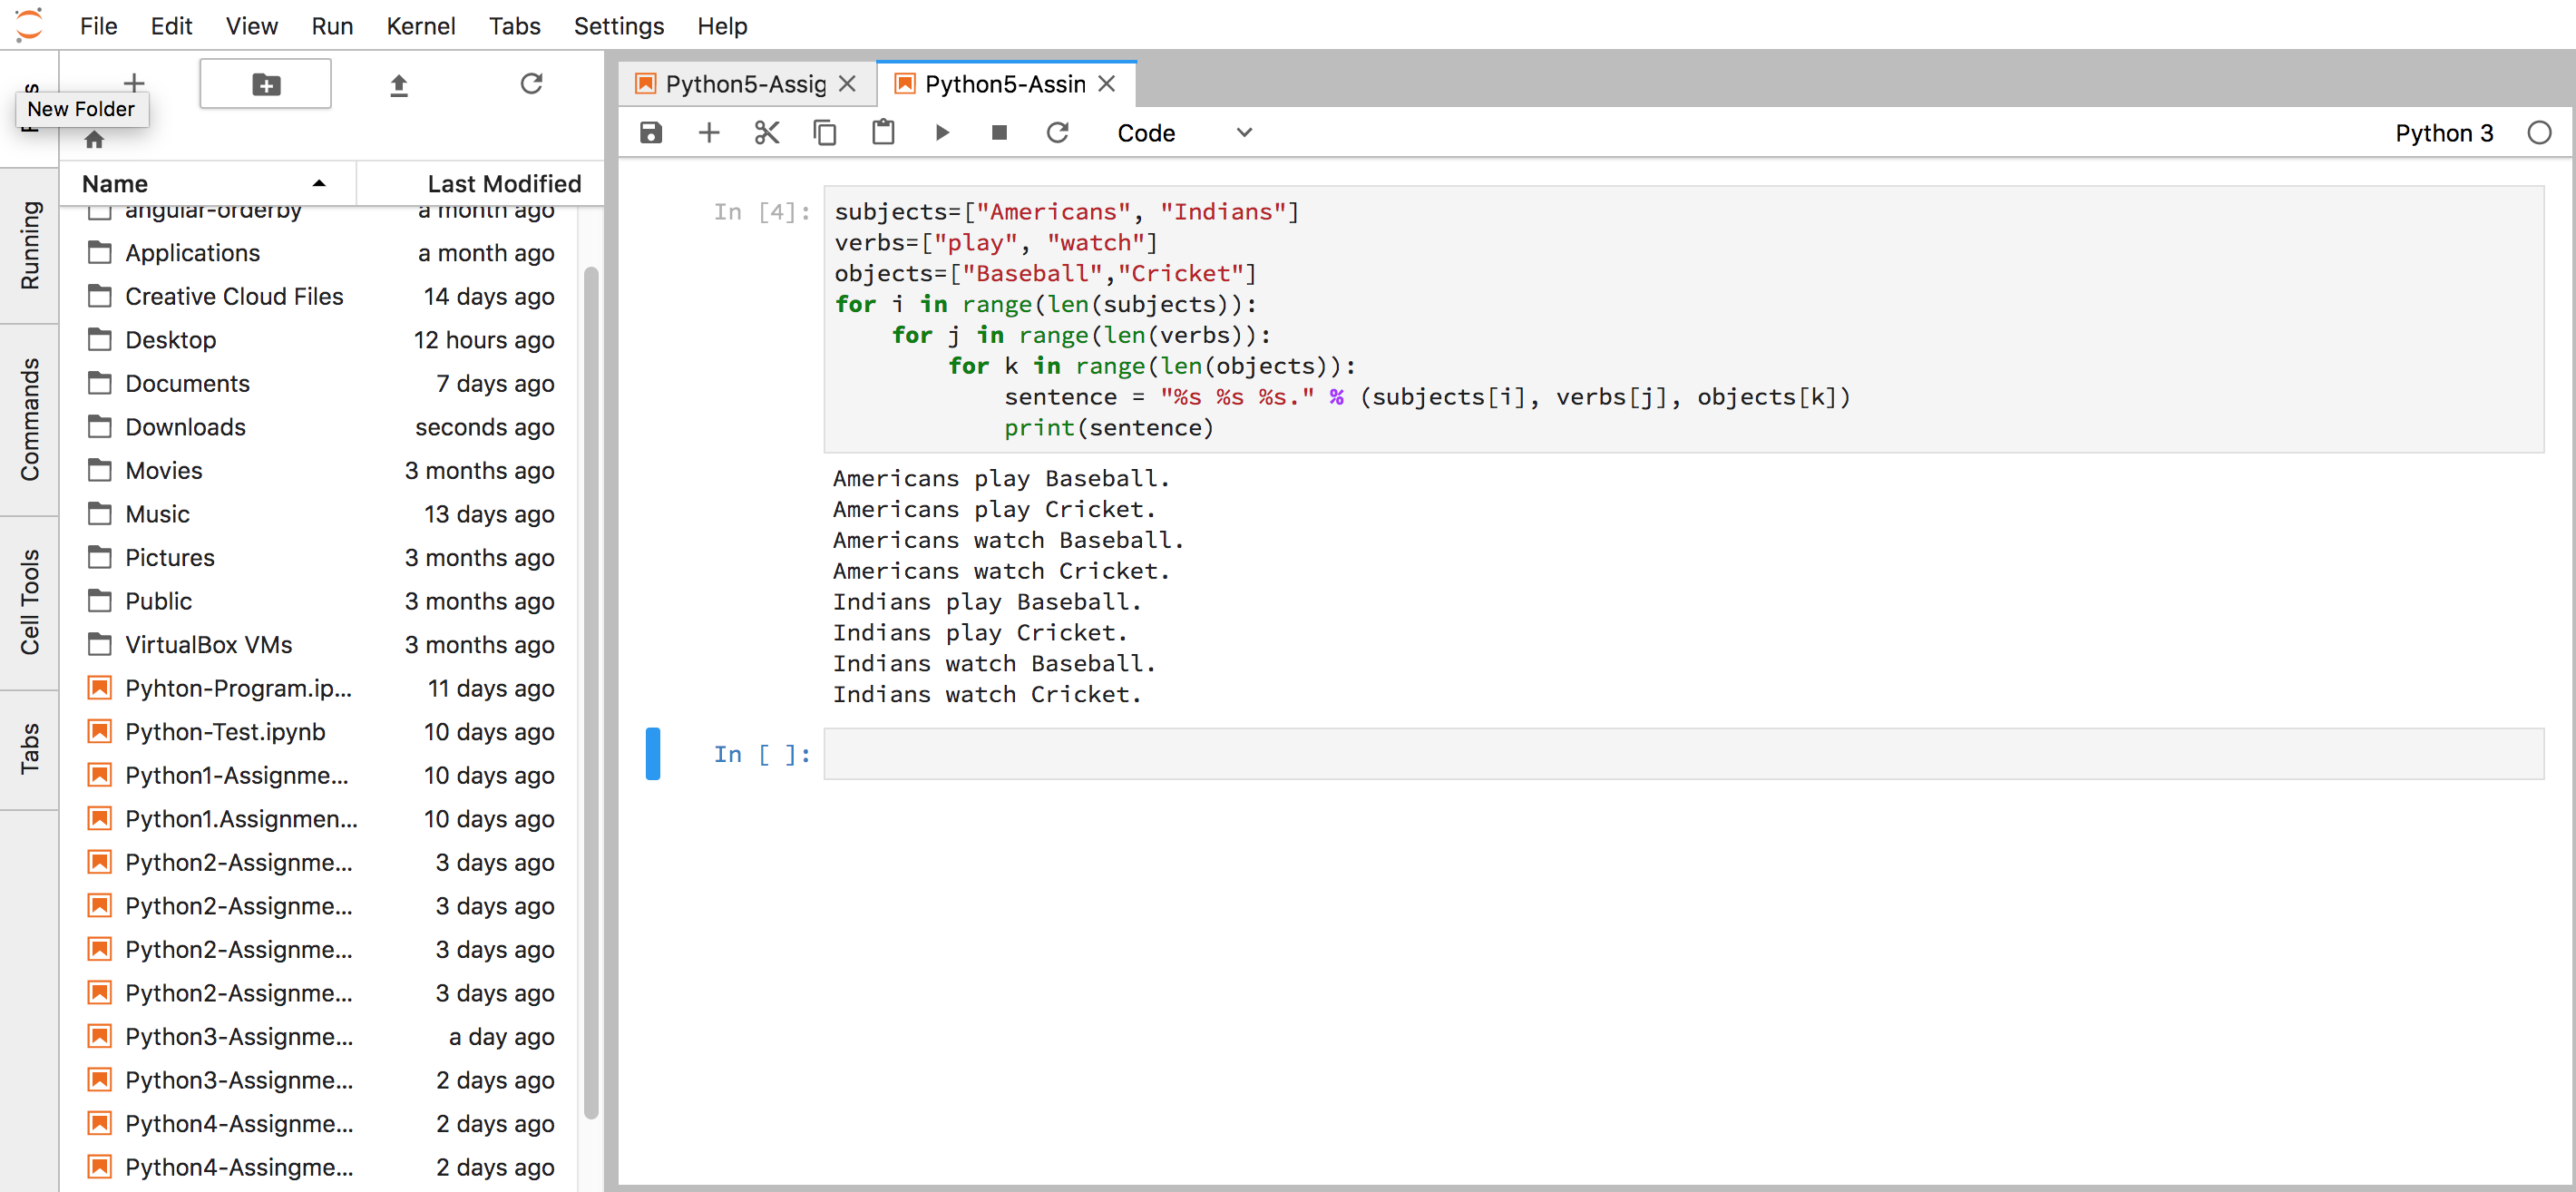 File Edit View Run Kernel Tabs Settings Help
New Folder
Name Last Modified
angular-orderby a month ago
Applications a month ago
Creative Cloud Files 14 days ago
Desktop 12 hours ago
Documents 7 days ago
Downloads seconds ago
Movies 3 months ago
Music 13 days ago
Pictures 3 months ago
Public 3 months ago
VirtualBox VMs 3 months ago
Pyhton-Program.ip... 11 days ago
Python-Test.ipynb 10 days ago
Python1-Assignme... 10 days ago
Python1.Assignmen... 10 days ago
Python2-Assignme... 3 days ago
Python2-Assignme... 3 days ago
Python2-Assignme... 3 days ago
Python2-Assignme... 3 days ago
Python3-Assignme... a day ago
Python3-Assignme... 2 days ago
Python4-Assignme... 2 days ago
Python4-Assingme... 2 days ago
Running
Commands
Cell Tools
Tabs
Python5-Assig Python5-Assin
Code Python 3
In [4]:
subjects=["Americans", "Indians"]
verbs=["play", "watch"]
objects=["Baseball","Cricket"]
for i in range(len(subjects)):
    for j in range(len(verbs)):
        for k in range(len(objects)):
            sentence = "%s %s %s." % (subjects[i], verbs[j], objects[k])
            print(sentence)
Americans play Baseball.
Americans play Cricket.
Americans watch Baseball.
Americans watch Cricket.
Indians play Baseball.
Indians play Cricket.
Indians watch Baseball.
Indians watch Cricket.
In [ ]: